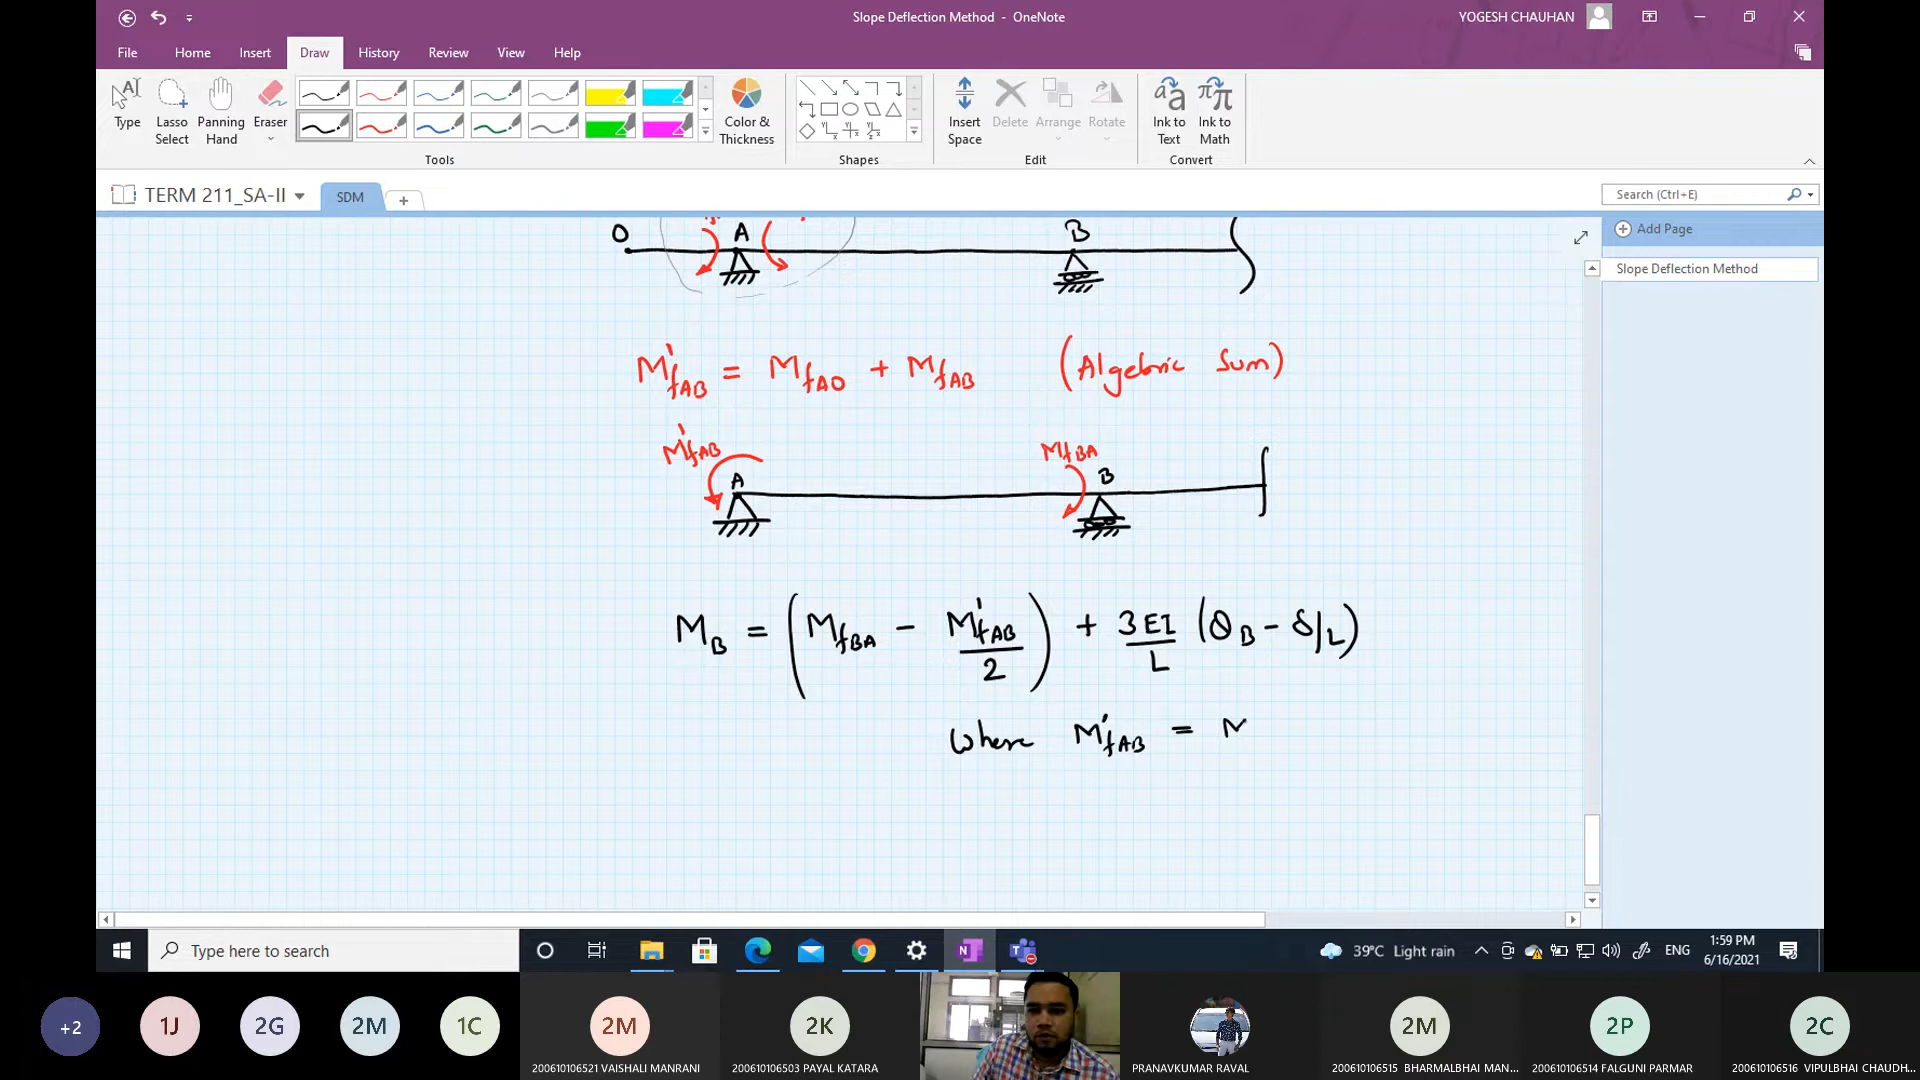 Slope Deflection Method - OneNote
YOGESH CHAUHAN
File Home Insert Draw History Review View Help
Type
Lasso Select
Panning Hand
Eraser
Color & Thickness
Insert Space
Delete
Arrange
Rotate
Ink to Text
Ink to Math
Tools
Shapes
Edit
Convert
TERM 211_SA-II
SDM
Search (Ctrl+E)
Add Page
Slope Deflection Method
O A B
M'fAB = MfAO + MfAB (Algebric Sum)
M'fAB MfBA
A B
MB = (MfBA - M'fAB/2) + 3EI/L (θB - δ/L)
Where M'fAB = M
Type here to search
39°C Light rain
ENG
1:59 PM
6/16/2021
+2 1J 2G 2M 1C 2M 2K 2M 2P 2C
200610106521 VAISHALI MANRANI
200610106503 PAYAL KATARA
PRANAVKUMAR RAVAL
200610106515 BHARMALBHAI MAN...
200610106514 FALGUNI PARMAR
200610106516 VIPULBHAI CHAUDH...